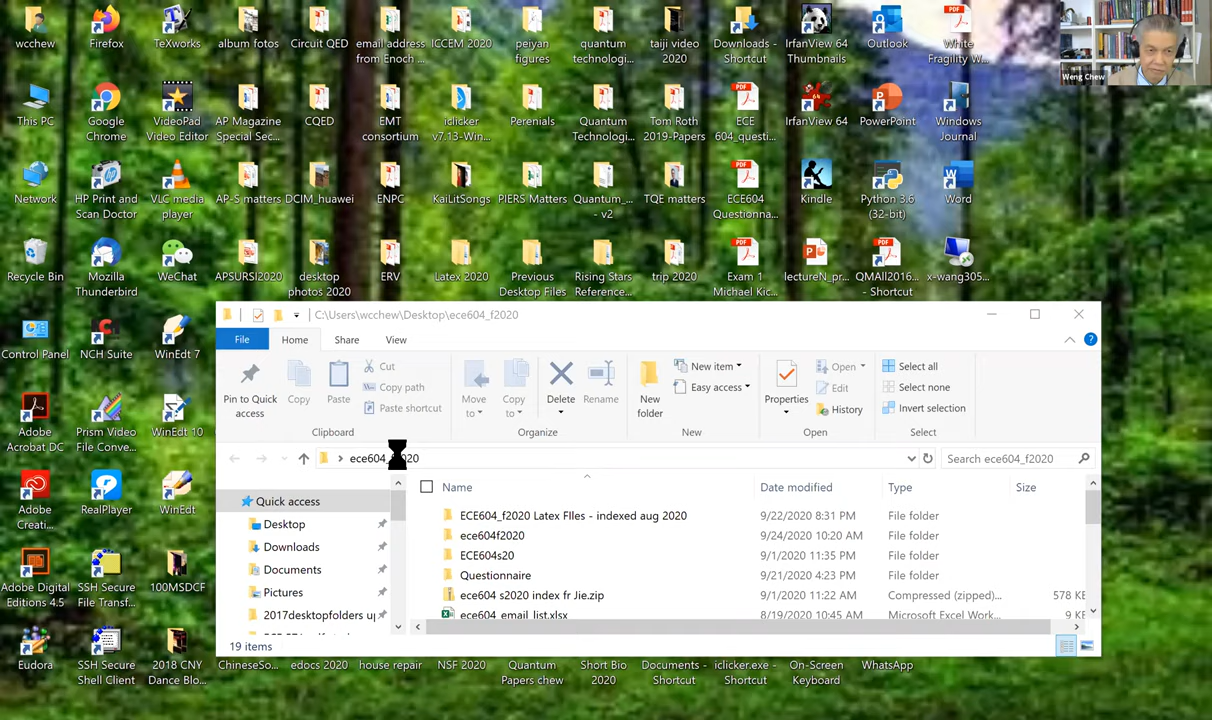 wcchew
Firefox
TeXworks
album fotos
Circuit QED
email address
from Enoch ...
ICCEM 2020
peiyan
figures
quantum
technologi...
taiji video
2020
Downloads -
Shortcut
IrfanView 64
Thumbnails
Outlook
White
Fragility W...
Weng Chew
This PC
Google
Chrome
VideoPad
Video Editor
AP Magazine
Special Sec...
CQED
EMT
consortium
iclicker
v7.13-Win...
Perenials
Quantum
Technologi...
Tom Roth
2019-Papers
ECE
604_questi...
IrfanView 64
PowerPoint
Windows
Journal
Network
HP Print and
Scan Doctor
VLC media
player
AP-S matters
DCIM_huawei
ENPC
KaiLitSongs
PIERS Matters
Quantum_...
- v2
TQE matters
ECE604
Questionna...
Kindle
Python 3.6
(32-bit)
Word
Recycle Bin
Mozilla
Thunderbird
WeChat
APSURSI2020
desktop
photos 2020
ERV
Latex 2020
Previous
Desktop Files
Rising Stars
Reference...
trip 2020
Exam 1
Michael Kic...
lectureN_pr...
QMAll2016...
- Shortcut
x-wang305...
Control Panel
NCH Suite
WinEdt 7
Adobe
Acrobat DC
Prism Video
File Conve...
WinEdt 10
Adobe
Creati...
RealPlayer
WinEdt
Adobe Digital
Editions 4.5
SSH Secure
File Transf...
100MSDCF
Eudora
SSH Secure
Shell Client
2018 CNY
Dance Blo...
C:\Users\wcchew\Desktop\ece604_f2020
File
Home
Share
View
Pin to Quick
access
Copy
Paste
Cut
Copy path
Paste shortcut
Clipboard
Move
to
Copy
to
Delete
Rename
Organize
New
folder
New item
Easy access
New
Properties
Open
Edit
History
Open
Select all
Select none
Invert selection
Select
Search ece604_f2020
Quick access
Desktop
Downloads
Documents
Pictures
2017desktopfolders
Name Date modified Type Size
ECE604_f2020 Latex FIles - indexed aug 2020 9/22/2020 8:31 PM File folder
ece604f2020 9/24/2020 10:20 AM File folder
ECE604s20 9/1/2020 11:35 PM File folder
Questionnaire 9/21/2020 4:23 PM File folder
ece604 s2020 index fr Jie.zip 9/1/2020 11:22 AM Compressed (zipped)... 578 KB
ece604_email_list.xlsx 8/19/2020 10:45 AM Microsoft Excel Work...
19 items
ChineseSo...
edocs 2020
house repair
NSF 2020
Quantum
Papers chew
Short Bio
2020
Documents -
Shortcut
iclicker.exe -
Shortcut
On-Screen
Keyboard
WhatsApp